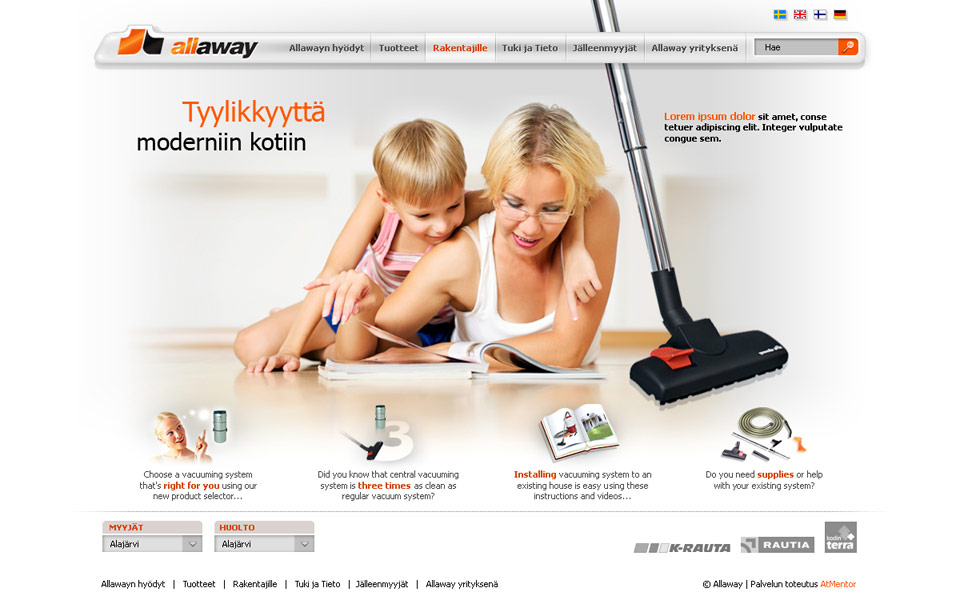 allaway
Allawayn hyödyt
Tuotteet
Rakentajille
Tuki ja Tieto
Jälleenmyyjät
Allaway yrityksenä
Hae
Tyylikkyyttä
moderniin kotiin
Lorem ipsum dolor sit amet, conse
tetuer adipiscing elit. Integer vulputate
congue sem.
3
Choose a vacuuming system
that's right for you using our
new product selector...
Did you know that central vacuuming
system is three times as clean as
regular vacuum system?
Installing vacuuming system to an
existing house is easy using these
instructions and videos...
Do you need supplies or help
with your existing system?
MYYJÄT
Alajärvi
HUOLTO
Alajärvi
K-RAUTA
RAUTIA
kodin
terra
Allawayn hyödyt | Tuotteet | Rakentajille | Tuki ja Tieto | Jälleenmyyjät | Allaway yrityksenä
© Allaway | Palvelun toteutus AtMentor